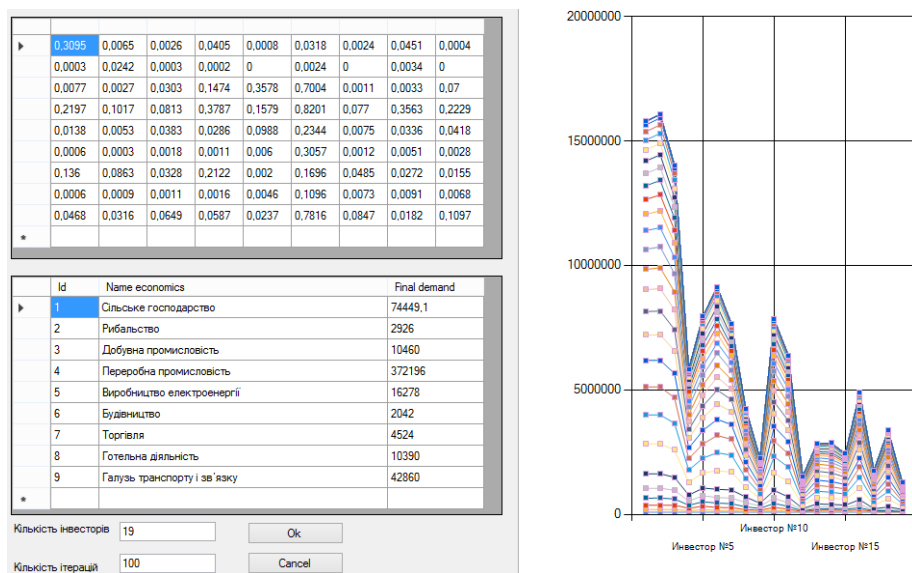 0,3095 0,0065 0,0026 0,0405 0,0008 0,0318 0,0024 0,0451 0,0004
0,0003 0,0242 0,0003 0,0002 0 0,0024 0 0,0034 0
0,0077 0,0027 0,0303 0,1474 0,3578 0,7004 0,0011 0,0033 0,07
0,2197 0,1017 0,0813 0,3787 0,1579 0,8201 0,077 0,3563 0,2229
0,0138 0,0053 0,0383 0,0286 0,0988 0,2344 0,0075 0,0336 0,0418
0,0006 0,0003 0,0018 0,0011 0,006 0,3057 0,0012 0,0051 0,0028
0,136 0,0863 0,0328 0,2122 0,002 0,1696 0,0485 0,0272 0,0155
0,0006 0,0009 0,0011 0,0016 0,0046 0,1096 0,0073 0,0091 0,0068
0,0468 0,0316 0,0649 0,0587 0,0237 0,7816 0,0847 0,0182 0,1097
*
Id Name economics Final demand
1 Сільське господарство 74449,1
2 Рибальство 2926
3 Добувна промисловість 10460
4 Переробна промисловість 372196
5 Виробництво електроенергії 16278
6 Будівництво 2042
7 Торгівля 4524
8 Готельна діяльність 10390
9 Галузь транспорту і зв'язку 42860
*
Кількість інвесторів 19 Ok
Кількість ітерацій 100 Cancel
20000000
15000000
10000000
5000000
0
Инвестор №10
Инвестор №5 Инвестор №15